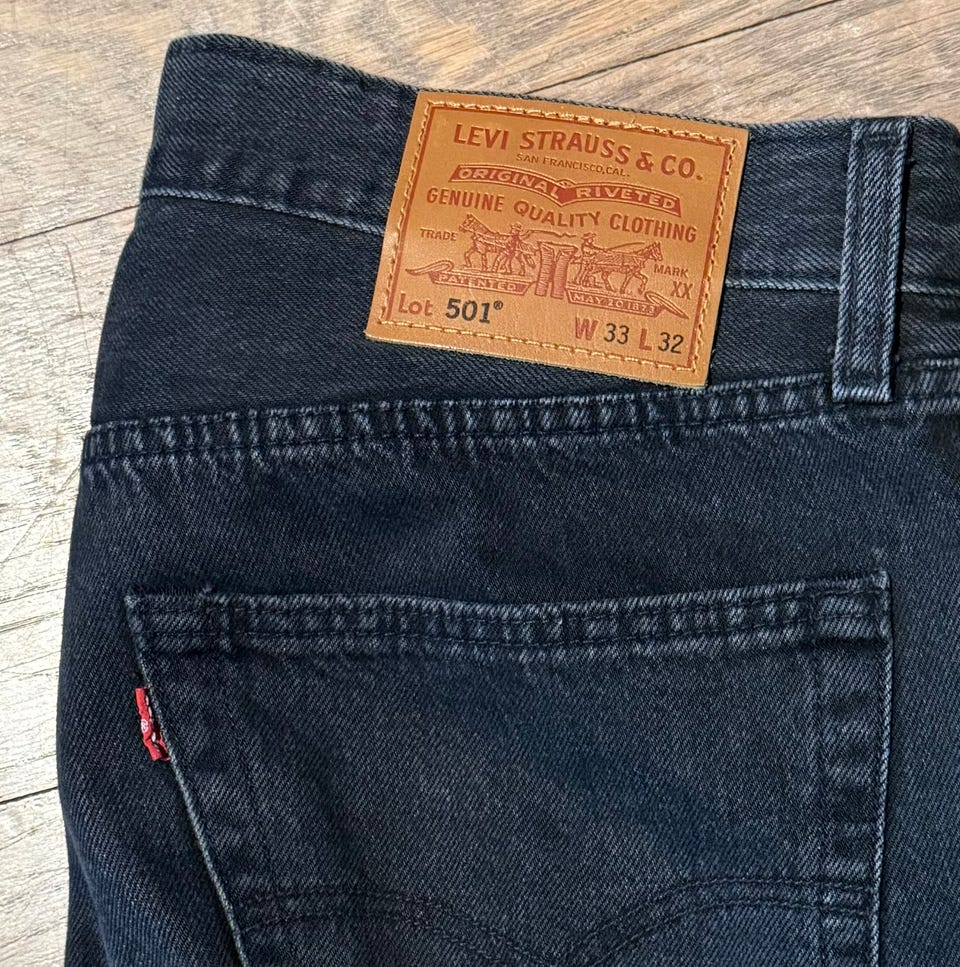 LEVI STRAUSS & CO.
SAN FRANCISCO, CAL.
ORIGINAL RIVETED
GENUINE QUALITY CLOTHING
TRADE MARK
XX
PATENTED MAY 20 1873
Lot 501® W 33 L 32
®